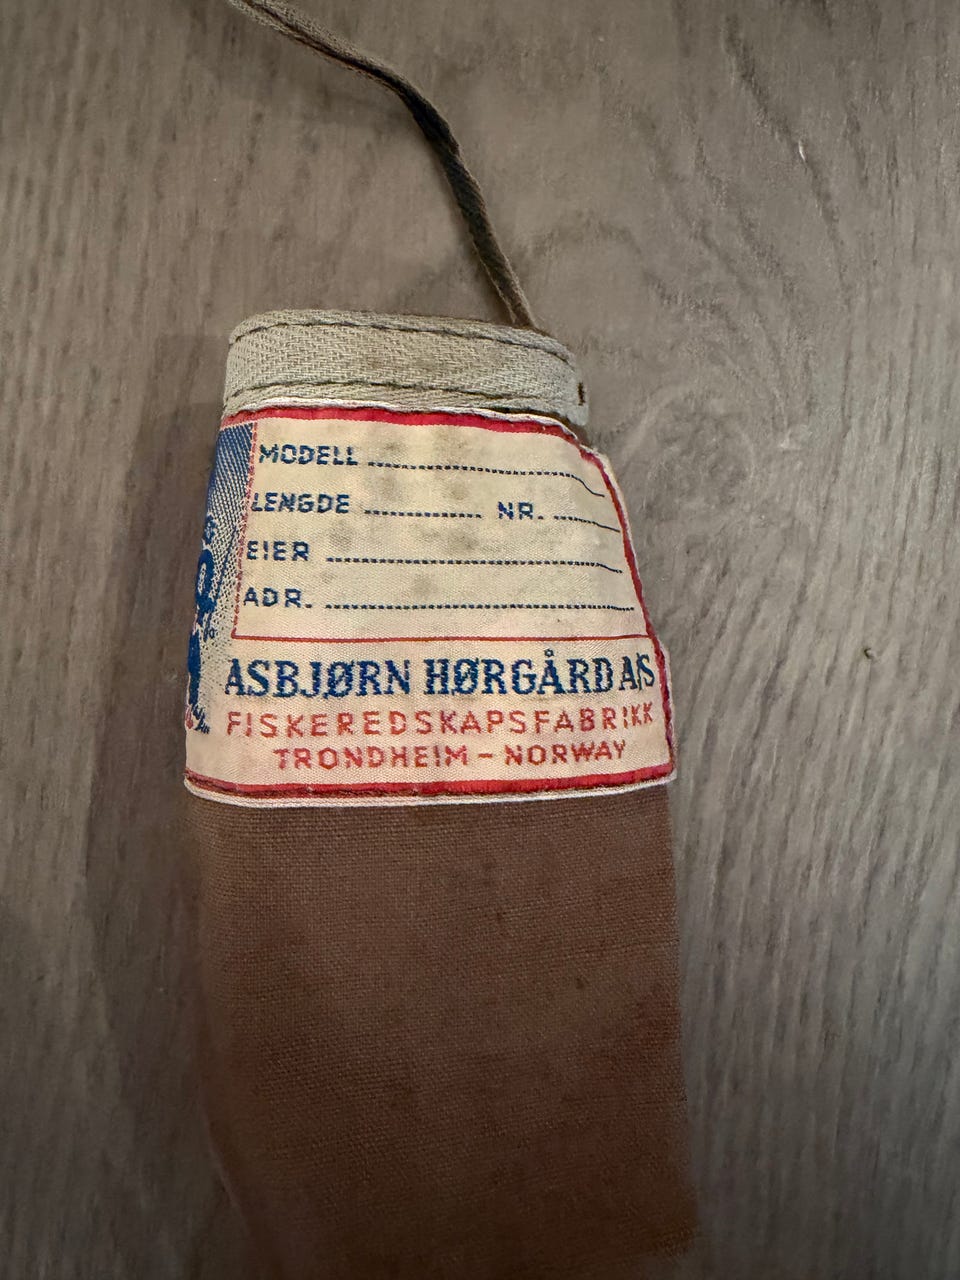 MODELL
LENGDE NR.
EIER
ADR.
ASBJØRN HØRGÅRD A/S
FISKEREDSKAPSFABRIKK
TRONDHEIM - NORWAY